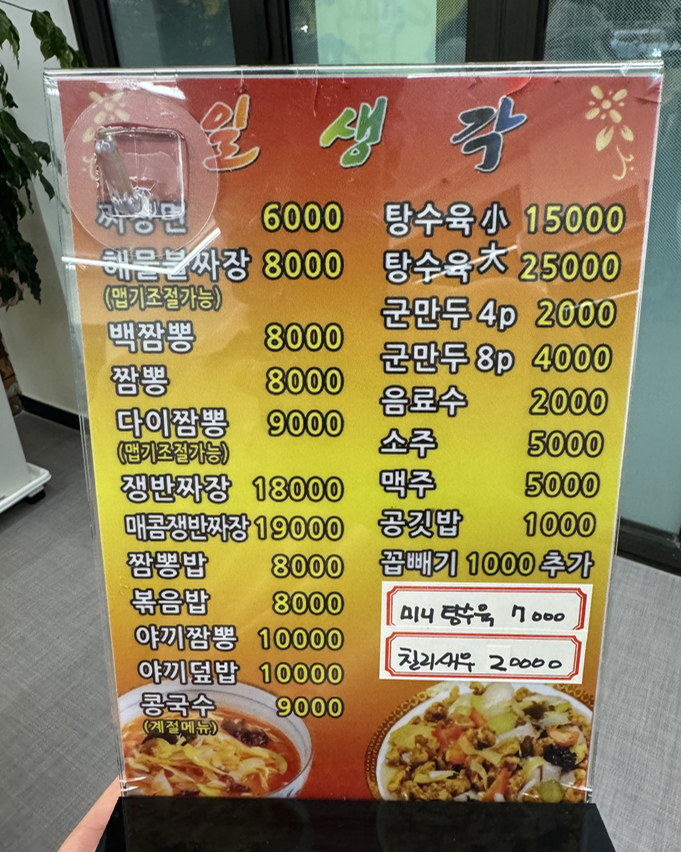 일 생 각
짜장면 6000
해물볼짜장 8000
(맵기조절가능)
백짬뽕 8000
짬뽕 8000
다이짬뽕 9000
(맵기조절가능)
쟁반짜장 18000
매콤쟁반짜장 19000
짬뽕밥 8000
볶음밥 8000
야끼짬뽕 10000
야끼덮밥 10000
콩국수 9000
(계절메뉴)
탕수육 小 15000
탕수육 大 25000
군만두 4p 2000
군만두 8p 4000
음료수 2000
소주 5000
맥주 5000
공깃밥 1000
꼽빼기 1000 추가
미니 탕수육 7000
칠리새우 20000